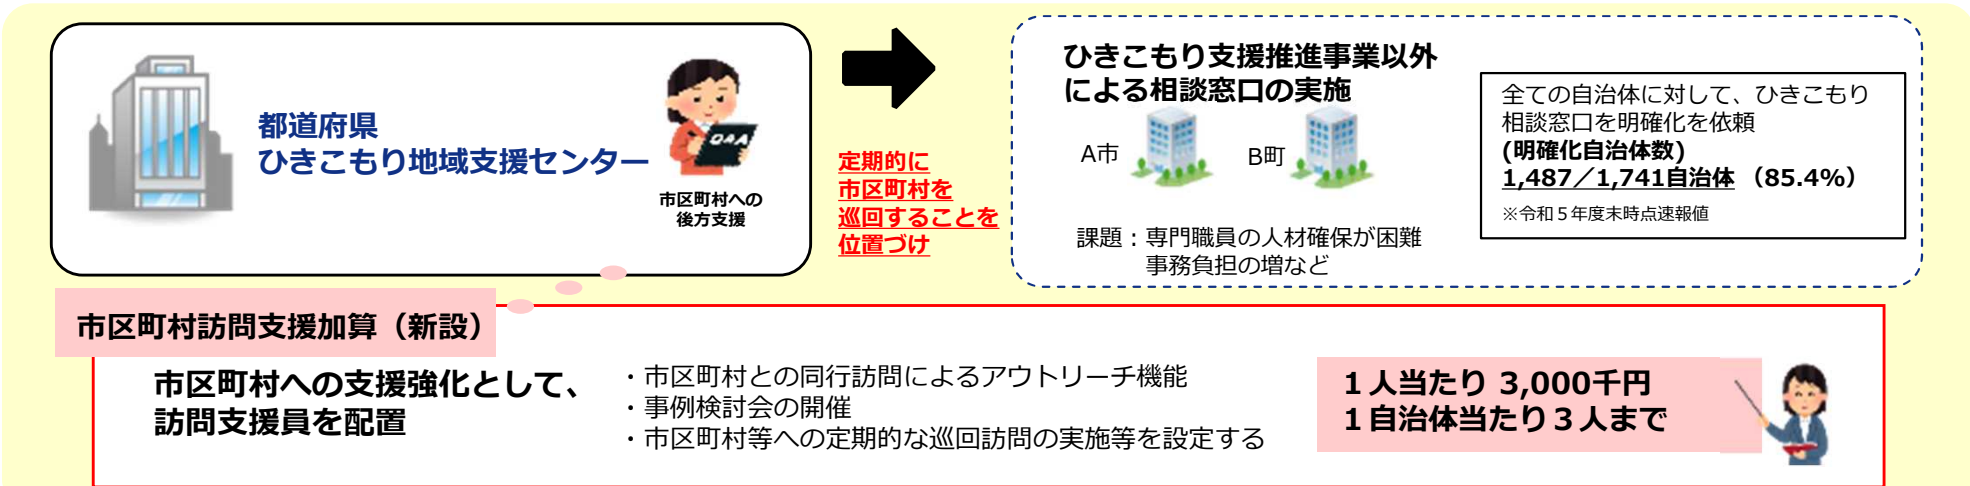 都道府県
ひきこもり地域支援センター
Q&A
市区町村への
後方支援
定期的に
市区町村を
巡回することを
位置づけ
ひきこもり支援推進事業以外
による相談窓口の実施
A市
B町
課題：専門職員の人材確保が困難
事務負担の増など
全ての自治体に対して、ひきこもり
相談窓口を明確化を依頼
(明確化自治体数)
1,487／1,741自治体 （85.4%）
※令和５年度末時点速報値
市区町村訪問支援加算（新設）
市区町村への支援強化として、
訪問支援員を配置
・市区町村との同行訪問によるアウトリーチ機能
・事例検討会の開催
・市区町村等への定期的な巡回訪問の実施等を設定する
１人当たり 3,000千円
１自治体当たり３人まで